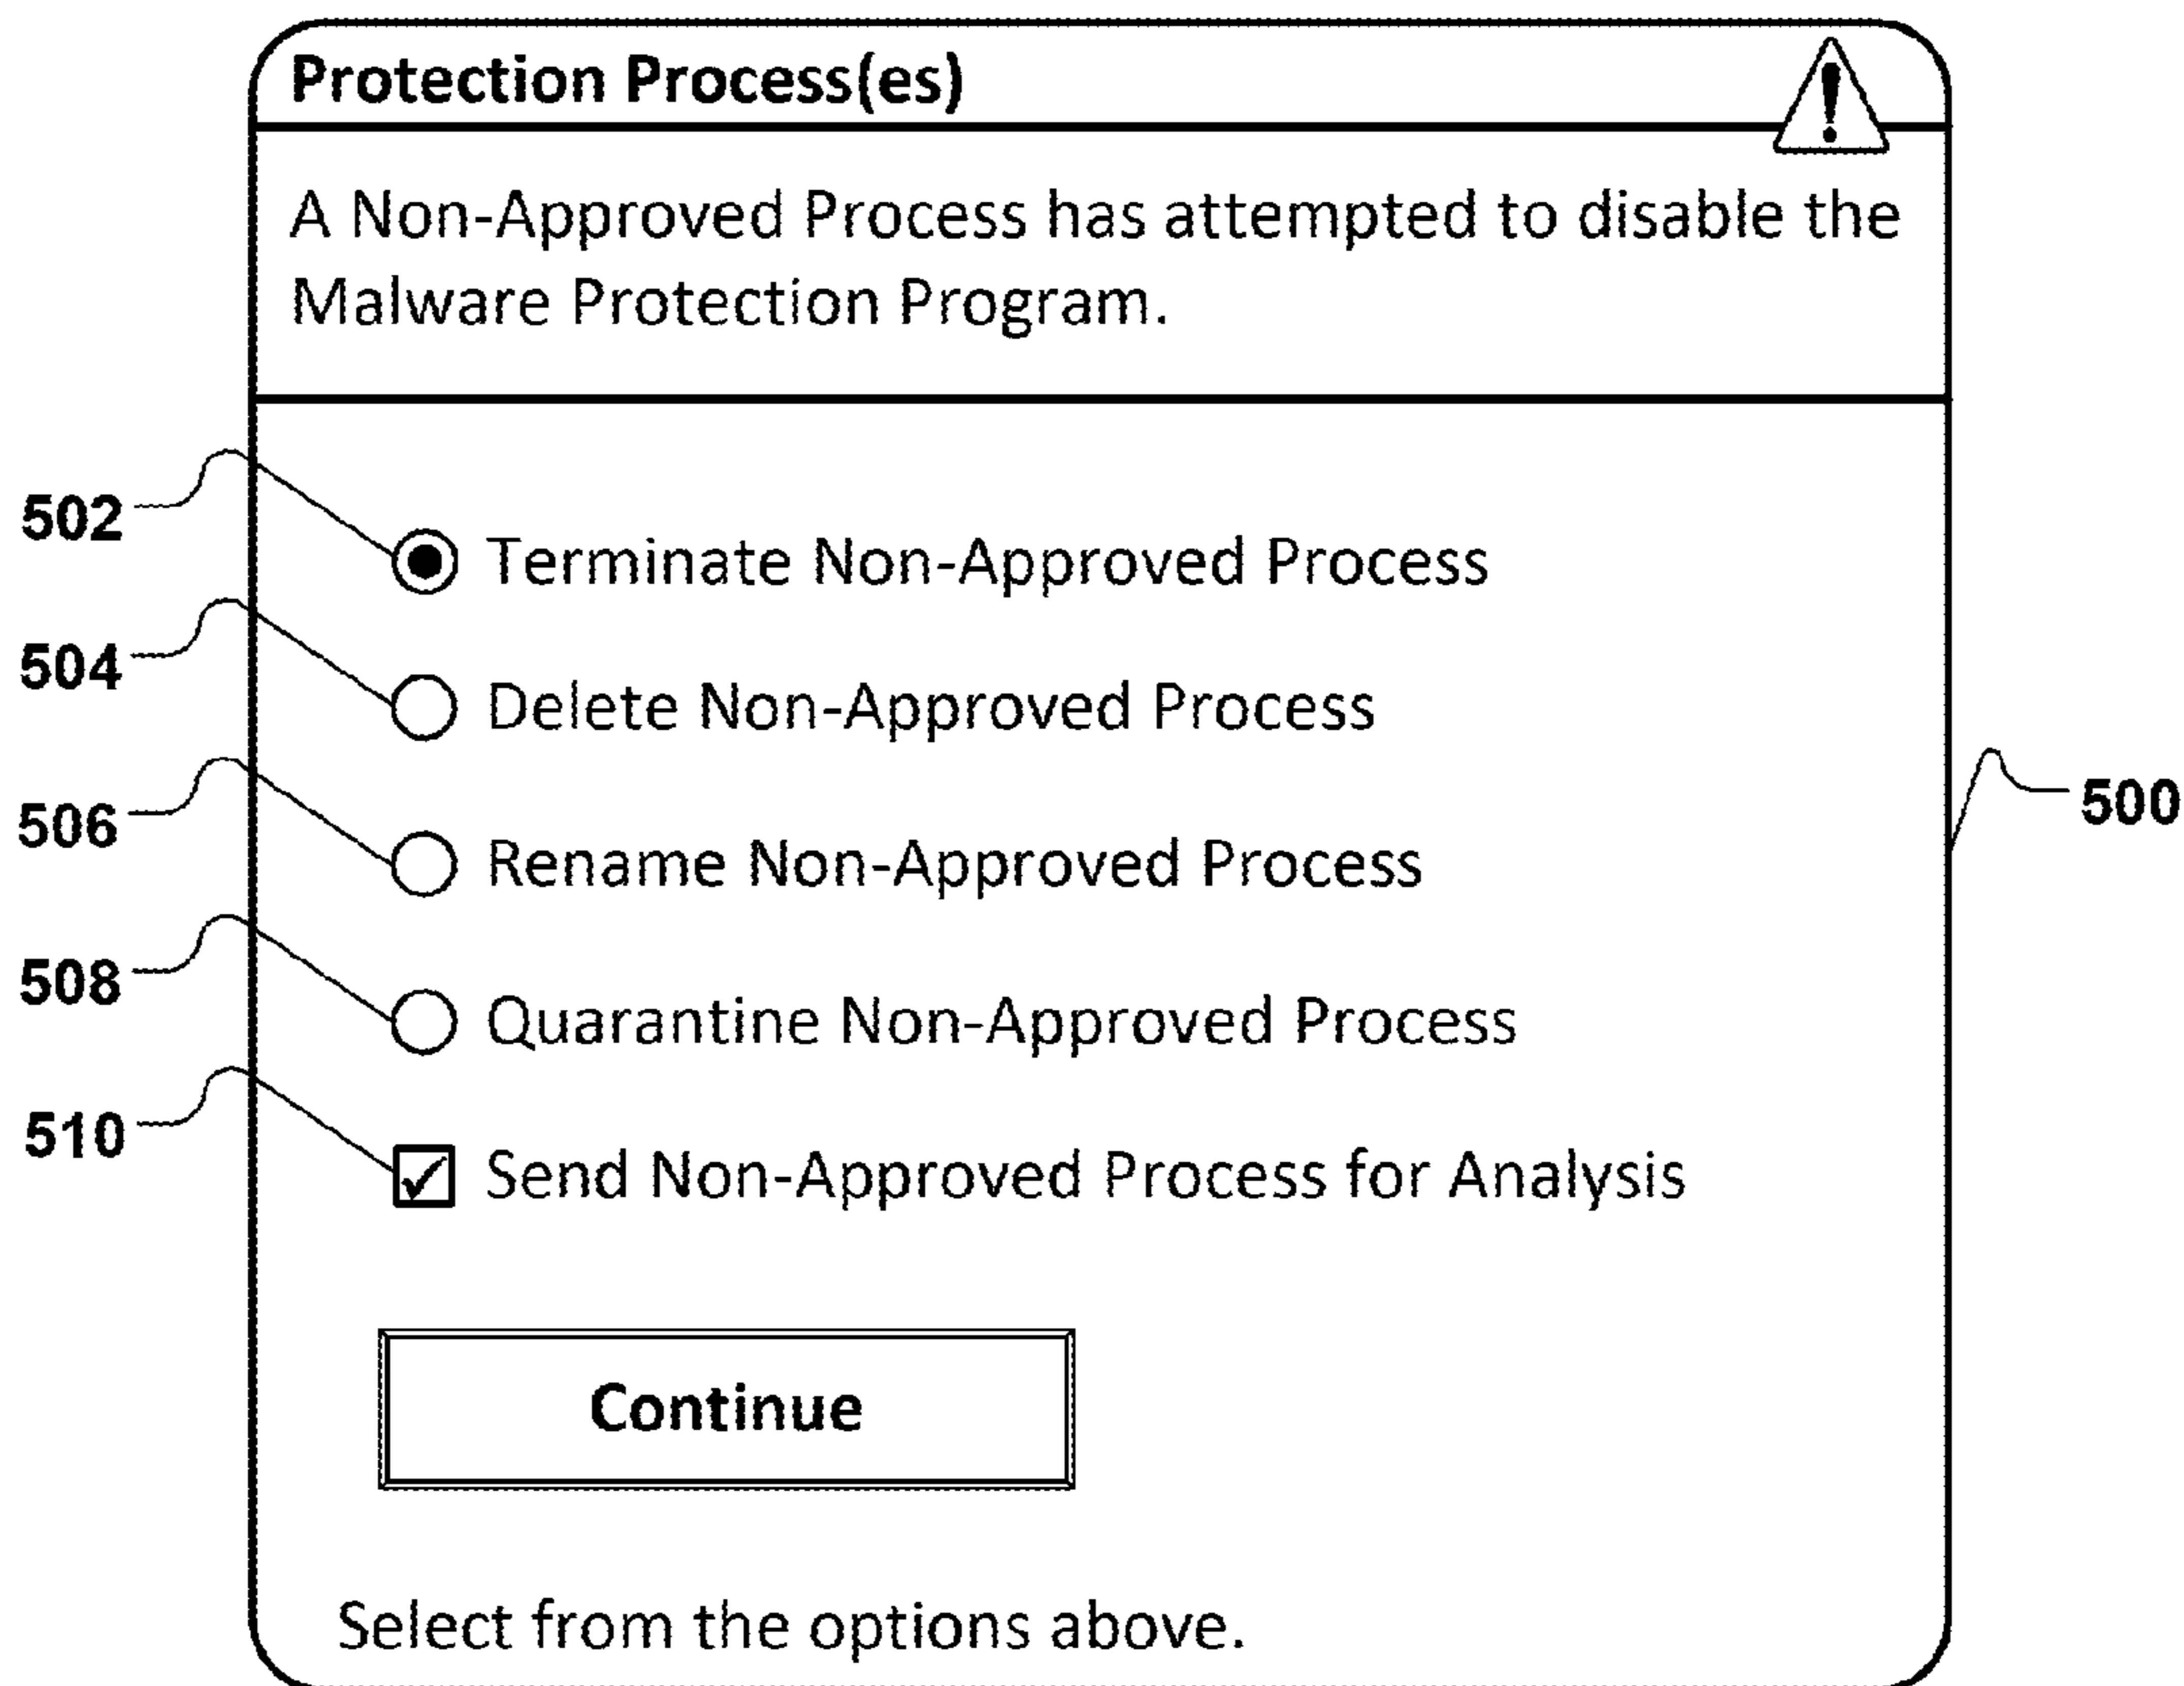 Protection Process(es)
!
A Non-Approved Process has attempted to disable the
Malware Protection Program.
502
Terminate Non-Approved Process
504
Delete Non-Approved Process
506
Rename Non-Approved Process
500
508
Quarantine Non-Approved Process
510
Send Non-Approved Process for Analysis
Continue
Select from the options above.